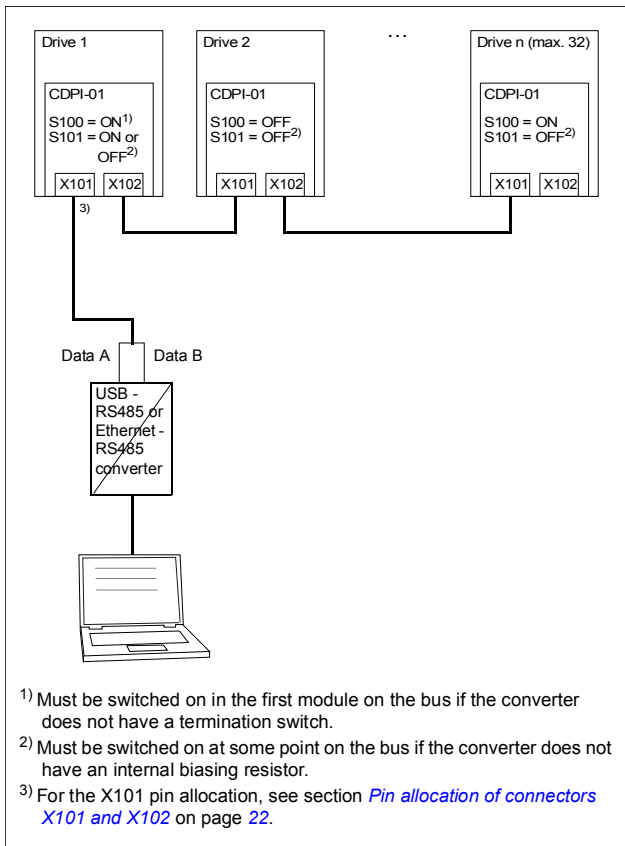 Drive 1
CDPI-01
S100 = ON1)
S101 = ON or
OFF2)
X101 X102
3)
Drive 2
CDPI-01
S100 = OFF
S101 = OFF2)
X101 X102
...
Drive n (max. 32)
CDPI-01
S100 = ON
S101 = OFF2)
X101 X102
Data A Data B
USB -
RS485 or
Ethernet -
RS485
converter
1) Must be switched on in the first module on the bus if the converter
does not have a termination switch.
2) Must be switched on at some point on the bus if the converter does not
have an internal biasing resistor.
3) For the X101 pin allocation, see section Pin allocation of connectors
X101 and X102 on page 22.